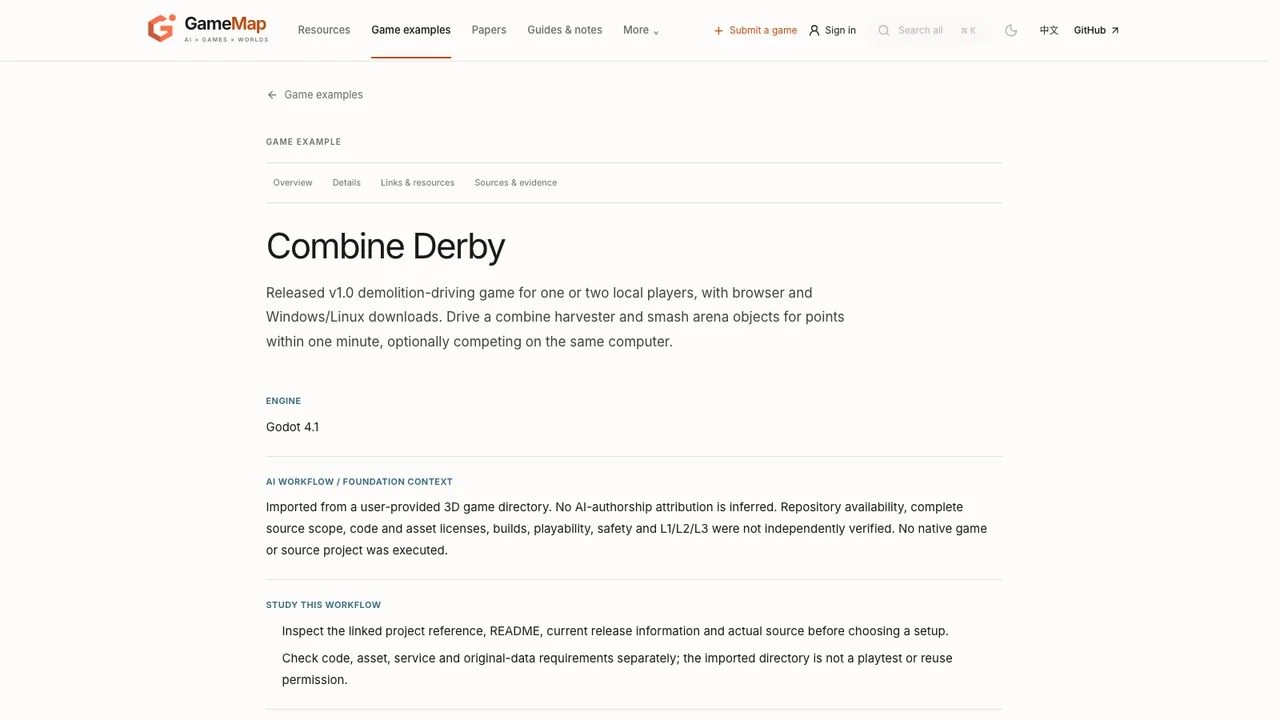 GameMap
AI × GAMES × WORLDS
Resources
Game examples
Papers
Guides & notes
More
+ Submit a game
Sign in
Search all
⌘ K
中文
GitHub ↗
← Game examples
GAME EXAMPLE
Overview
Details
Links & resources
Sources & evidence
Combine Derby
Released v1.0 demolition-driving game for one or two local players, with browser and
Windows/Linux downloads. Drive a combine harvester and smash arena objects for points
within one minute, optionally competing on the same computer.
ENGINE
Godot 4.1
AI WORKFLOW / FOUNDATION CONTEXT
Imported from a user-provided 3D game directory. No AI-authorship attribution is inferred. Repository availability, complete
source scope, code and asset licenses, builds, playability, safety and L1/L2/L3 were not independently verified. No native game
or source project was executed.
STUDY THIS WORKFLOW
Inspect the linked project reference, README, current release information and actual source before choosing a setup.
Check code, asset, service and original-data requirements separately; the imported directory is not a playtest or reuse
permission.